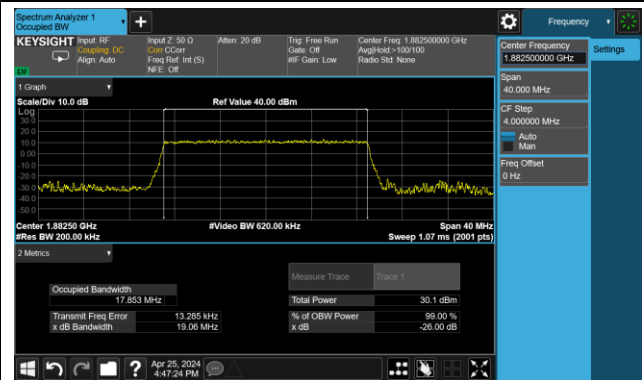 Spectrum Analyzer 1
Occupied BW
Frequency
KEYSIGHT
Input: RF
Coupling: DC
Align: Auto
Input Z: 50 Ω
Corr CCorr
Freq Ref: Int (S)
NFE: Off
Atten: 20 dB
Trig: Free Run
Gate: Off
#IF Gain: Low
Center Freq: 1.882500000 GHz
Avg|Hold:>100/100
Radio Std: None
LXI
Center Frequency
1.882500000 GHz
Settings
Span
40.000 MHz
CF Step
4.000000 MHz
Auto
Man
Freq Offset
0 Hz
1 Graph
Scale/Div 10.0 dB
Ref Value 40.00 dBm
Log
30.0
20.0
10.0
0.00
-10.0
-20.0
-30.0
-40.0
-50.0
Center 1.88250 GHz
#Video BW 620.00 kHz
Span 40 MHz
#Res BW 200.00 kHz
Sweep 1.07 ms (2001 pts)
2 Metrics
Measure Trace
Trace 1
Occupied Bandwidth
17.853 MHz
Total Power
30.1 dBm
Transmit Freq Error
13.285 kHz
% of OBW Power
99.00 %
x dB Bandwidth
19.06 MHz
x dB
-26.00 dB
?
Apr 25, 2024
4:47:24 PM